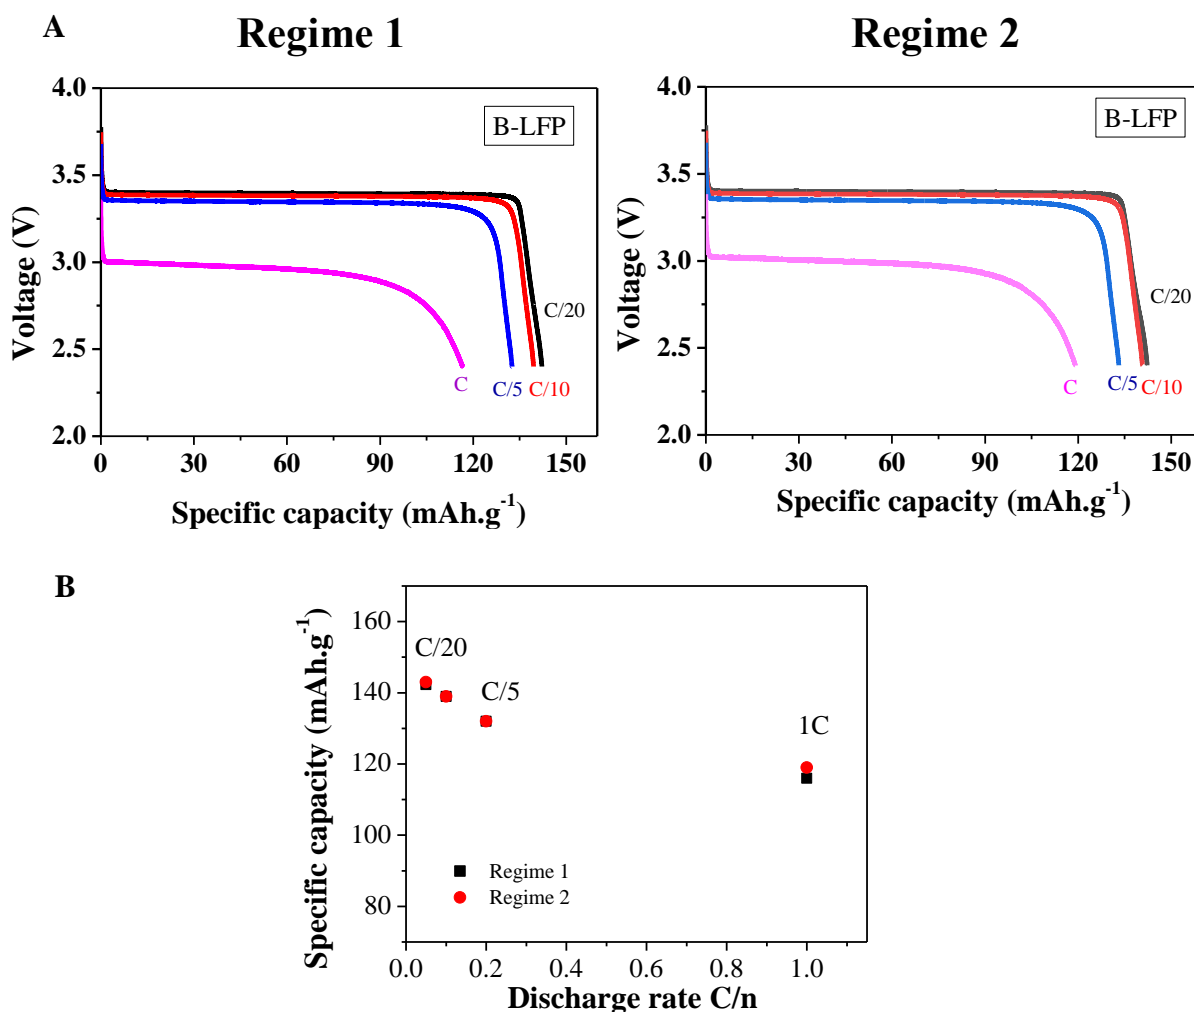 A
Regime 1
Regime 2
4.0
3.5
3.0
2.5
2.0
Voltage (V)
B-LFP
C/20
C
C/5
C/10
0
30
60
90
120
150
Specific capacity (mAh.g⁻¹)
4.0
3.5
3.0
2.5
2.0
Voltage (V)
B-LFP
C/20
C
C/5
C/10
0
30
60
90
120
150
Specific capacity (mAh.g⁻¹)
B
160
140
120
100
80
Specific capacity (mAh.g⁻¹)
C/20
C/5
1C
Regime 1
Regime 2
0.0
0.2
0.4
0.6
0.8
1.0
Discharge rate C/n